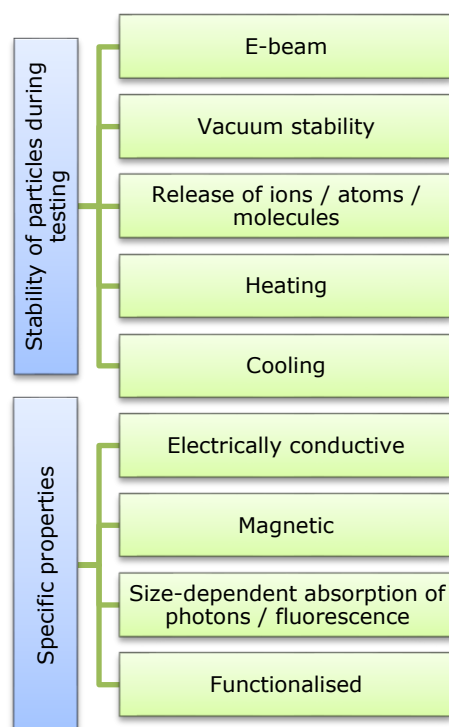 Stability of particles during
testing
E-beam
Vacuum stability
Release of ions / atoms /
molecules
Heating
Cooling
Specific properties
Electrically conductive
Magnetic
Size-dependent absorption of
photons / fluorescence
Functionalised